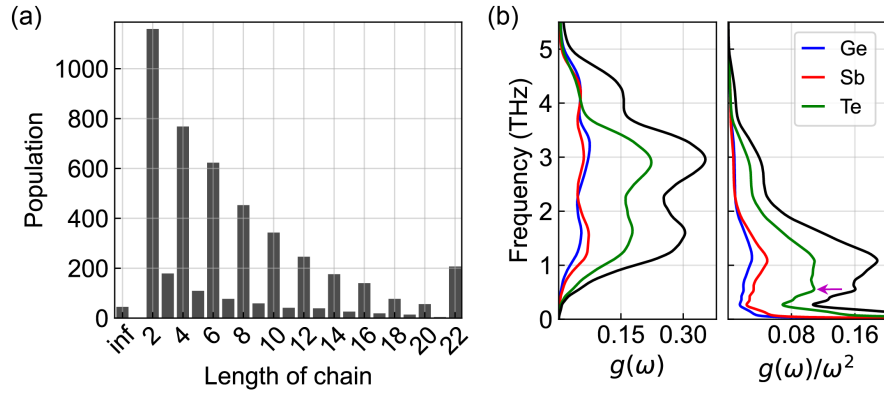 (a)
Population
1000
800
600
400
200
0
inf
2
4
6
8
10
12
14
16
18
20
22
Length of chain
(b)
Frequency (THz)
5
4
3
2
1
0
0.15
0.30
g(ω)
Ge
Sb
Te
0.08
0.16
g(ω)/ω²